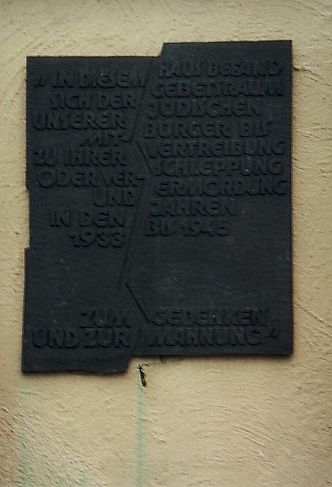 "IN DIESEM HAUS BEFAND
SICH DER GEBETSRAUM
UNSERER JÜDISCHEN
MIT BÜRGER BIS
ZU IHRER VERTREIBUNG
ODER VER- SCHLEPPUNG
UND ERMORDUNG
IN DEN JAHREN
1933 BIS 1945
ZUM GEDENKEN
UND ZUR MAHNUNG"